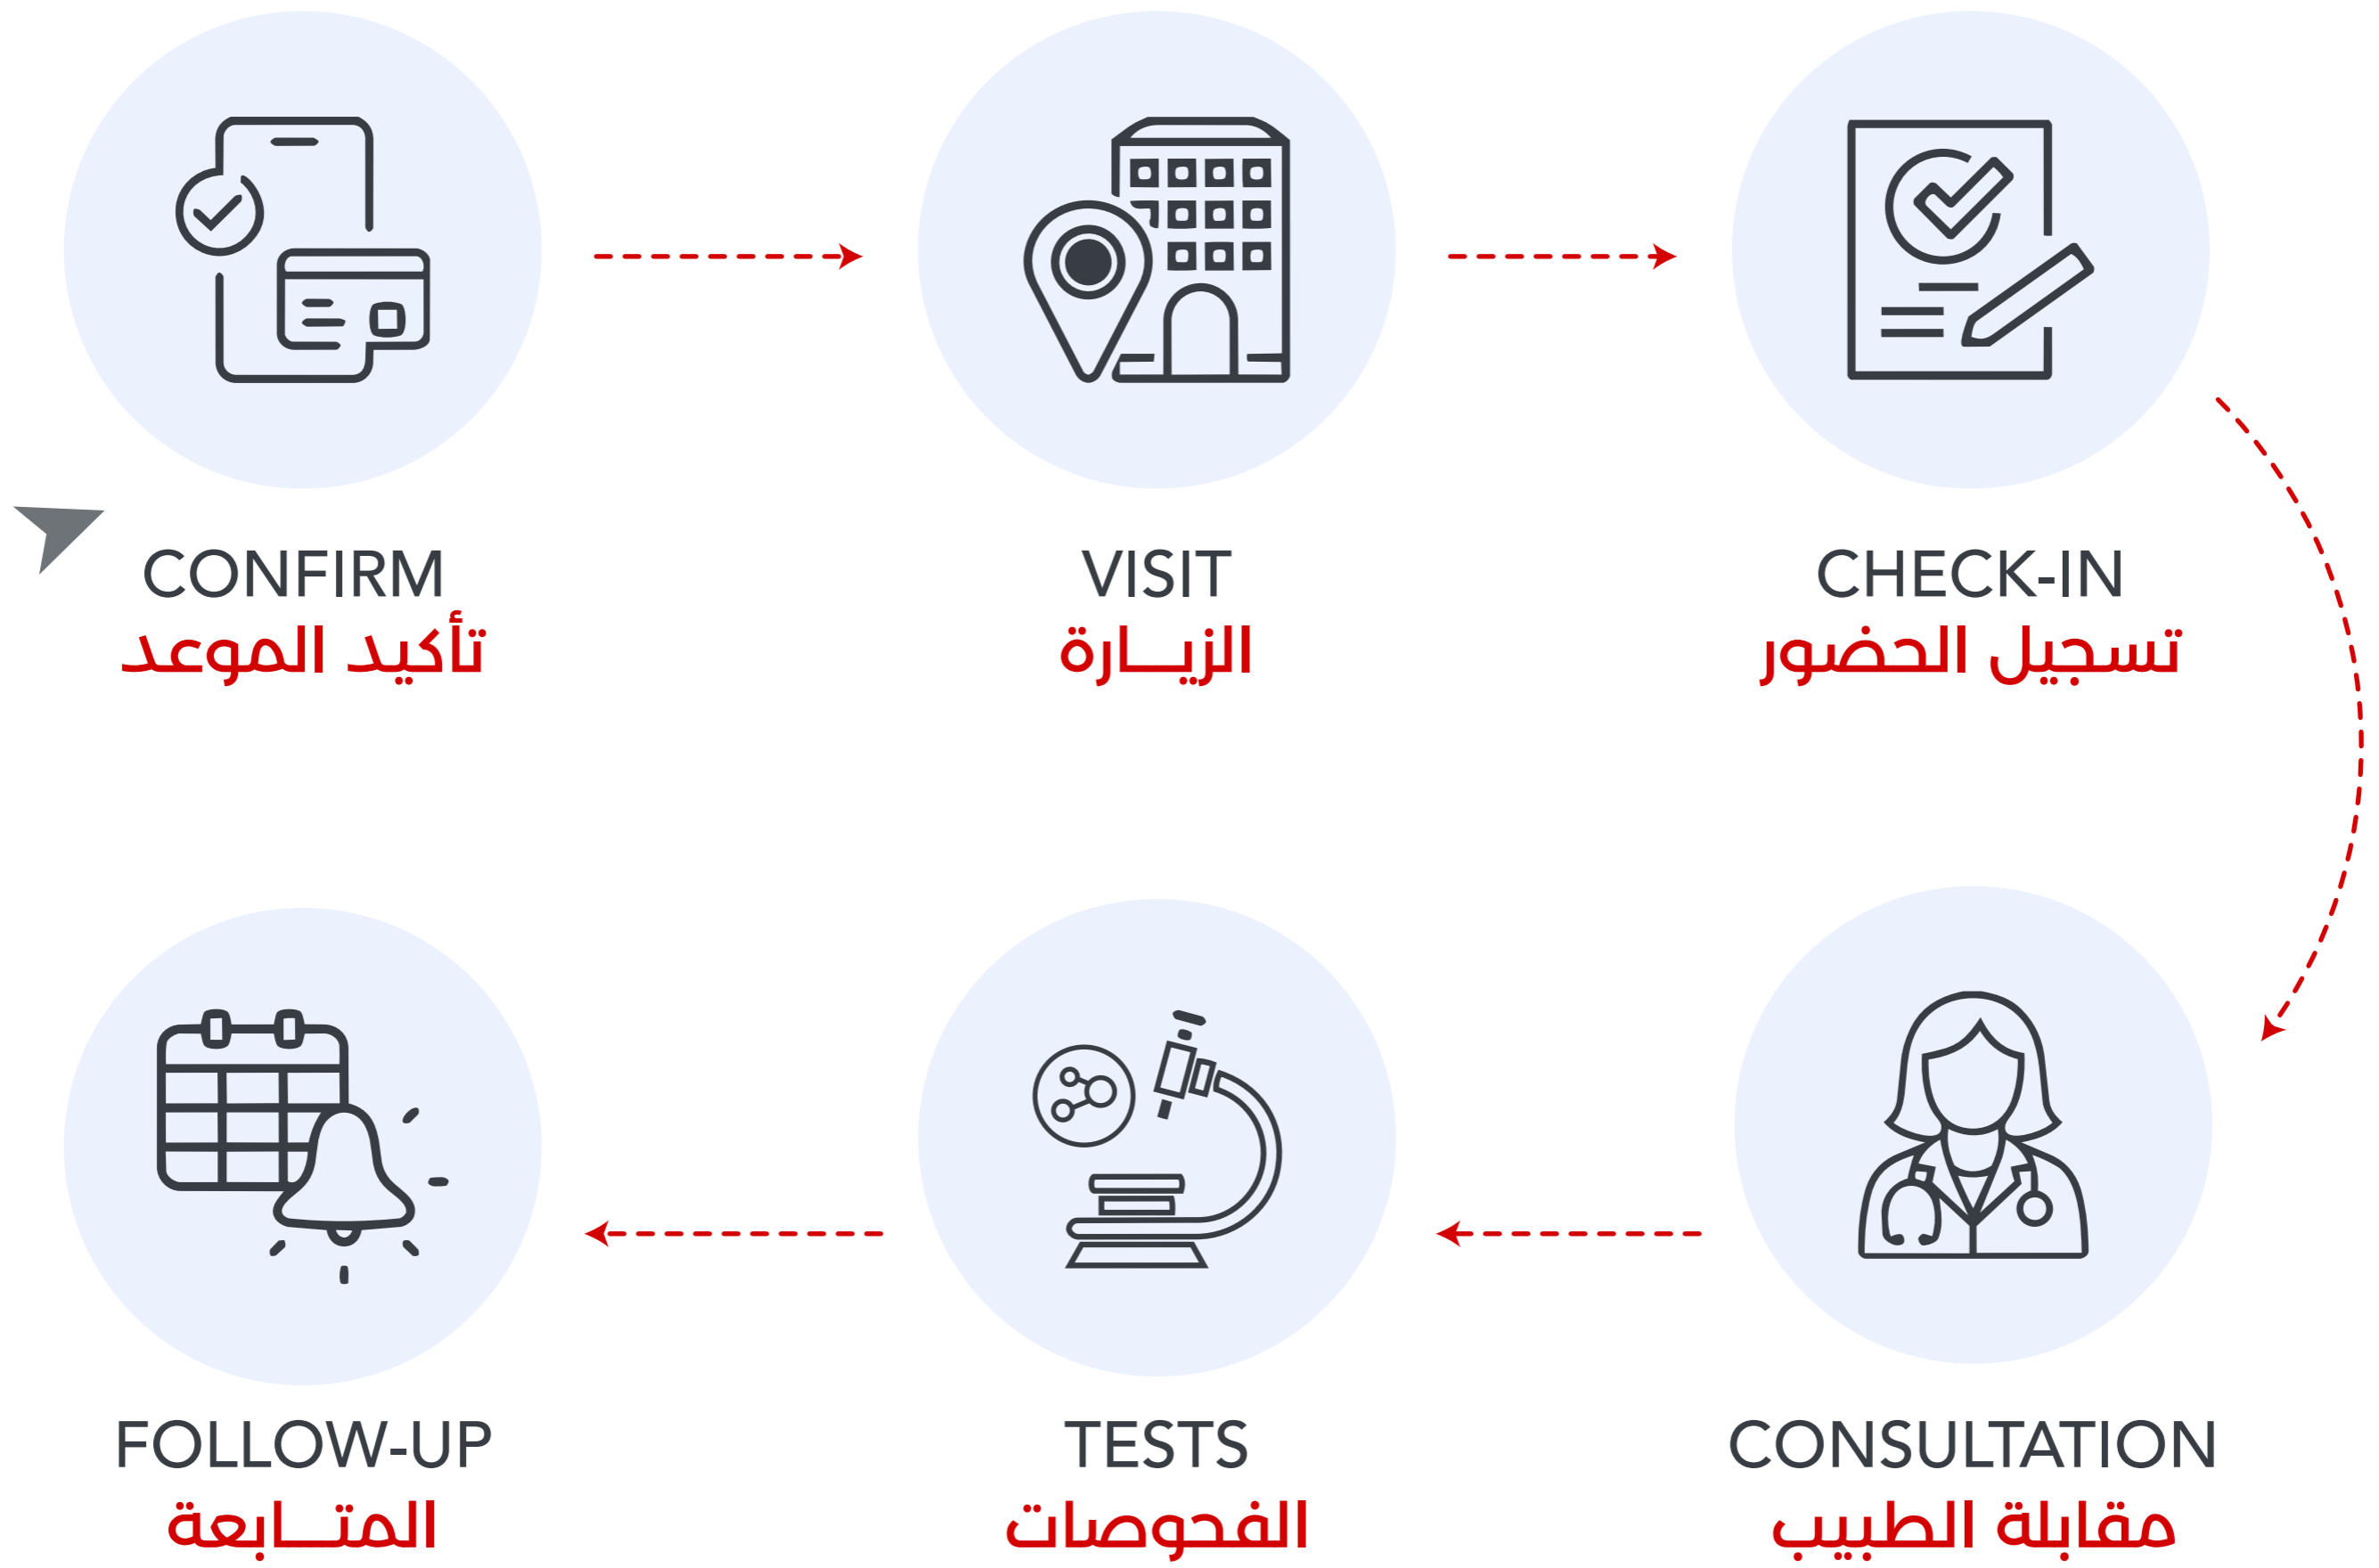 CONFIRM
تأكيد الموعد
VISIT
الزيـــارة
CHECK-IN
تسجيل الحضور
CONSULTATION
مقابلة الطبيب
TESTS
الفحوصات
FOLLOW-UP
المتـــابعة